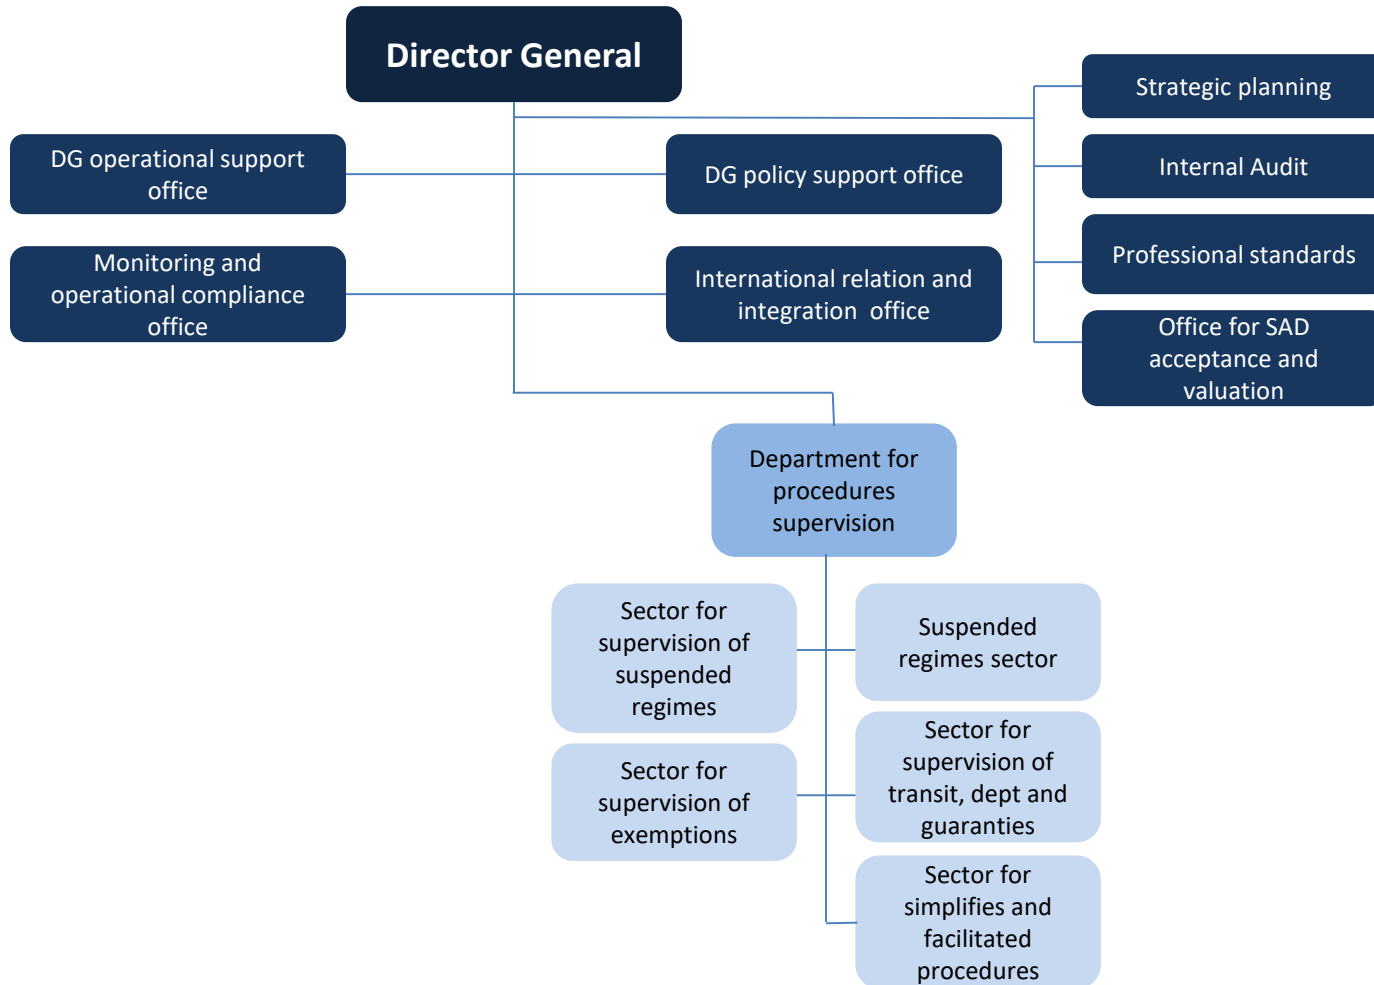 Director General
Strategic planning
DG operational support
office
DG policy support office
Internal Audit
Professional standards
Monitoring and
operational compliance
office
International relation and
integration office
Office for SAD
acceptance and
valuation
Department for
procedures
supervision
Sector for
supervision of
suspended
regimes
Suspended
regimes sector
Sector for
supervision of
exemptions
Sector for
supervision of
transit, dept and
guaranties
Sector for
simplifies and
facilitated
procedures